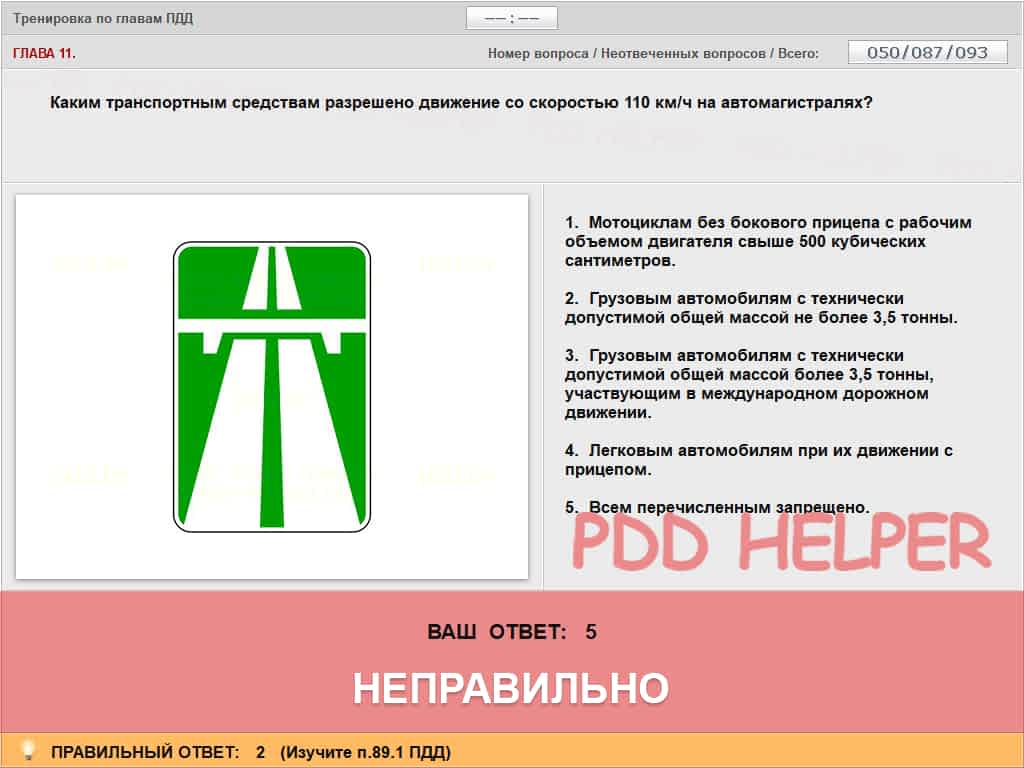 Тренировка по главам ПДД
–– : ––
ГЛАВА 11.
Номер вопроса / Неотвеченных вопросов / Всего:
050/087/093
Каким транспортным средствам разрешено движение со скоростью 110 км/ч на автомагистралях?
1. Мотоциклам без бокового прицепа с рабочим
объемом двигателя свыше 500 кубических
сантиметров.
2. Грузовым автомобилям с технически
допустимой общей массой не более 3,5 тонны.
3. Грузовым автомобилям с технически
допустимой общей массой более 3,5 тонны,
участвующим в международном дорожном
движении.
4. Легковым автомобилям при их движении с
прицепом.
5. Всем перечисленным запрещено.
PDD HELPER
ВАШ ОТВЕТ: 5
НЕПРАВИЛЬНО
ПРАВИЛЬНЫЙ ОТВЕТ: 2 (Изучите п.89.1 ПДД)